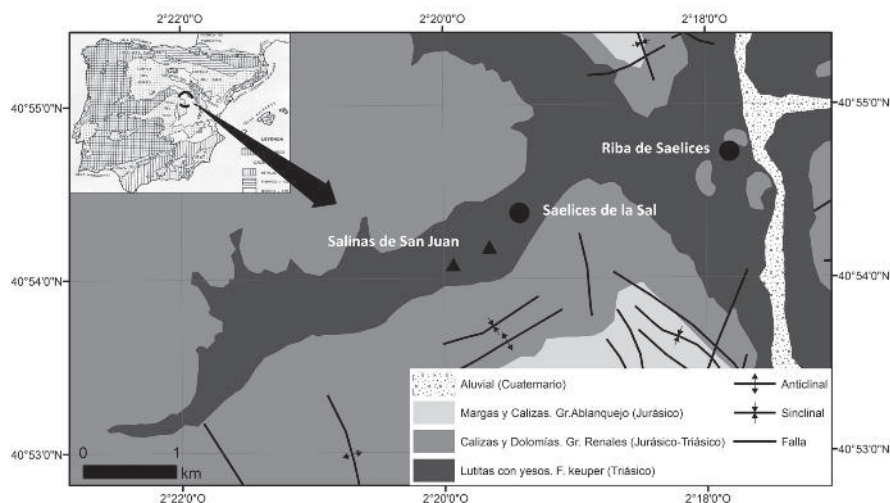 2°22'0"O
2°20'0"O
2°18'0"O
40°55'0"N
40°55'0"N
LEYENDA
Riba de Saelices
Saelices de la Sal
Salinas de San Juan
40°54'0"N
40°54'0"N
Aluvial (Cuaternario)
Anticlinal
Margas y Calizas. Gr.Ablanquejo (Jurásico)
Sinclinal
Calizas y Dolomías. Gr. Renales (Jurásico-Triásico)
Falla
Lutitas con yesos. F. keuper (Triásico)
40°53'0"N
40°53'0"N
0
1
km
2°22'0"O
2°20'0"O
2°18'0"O